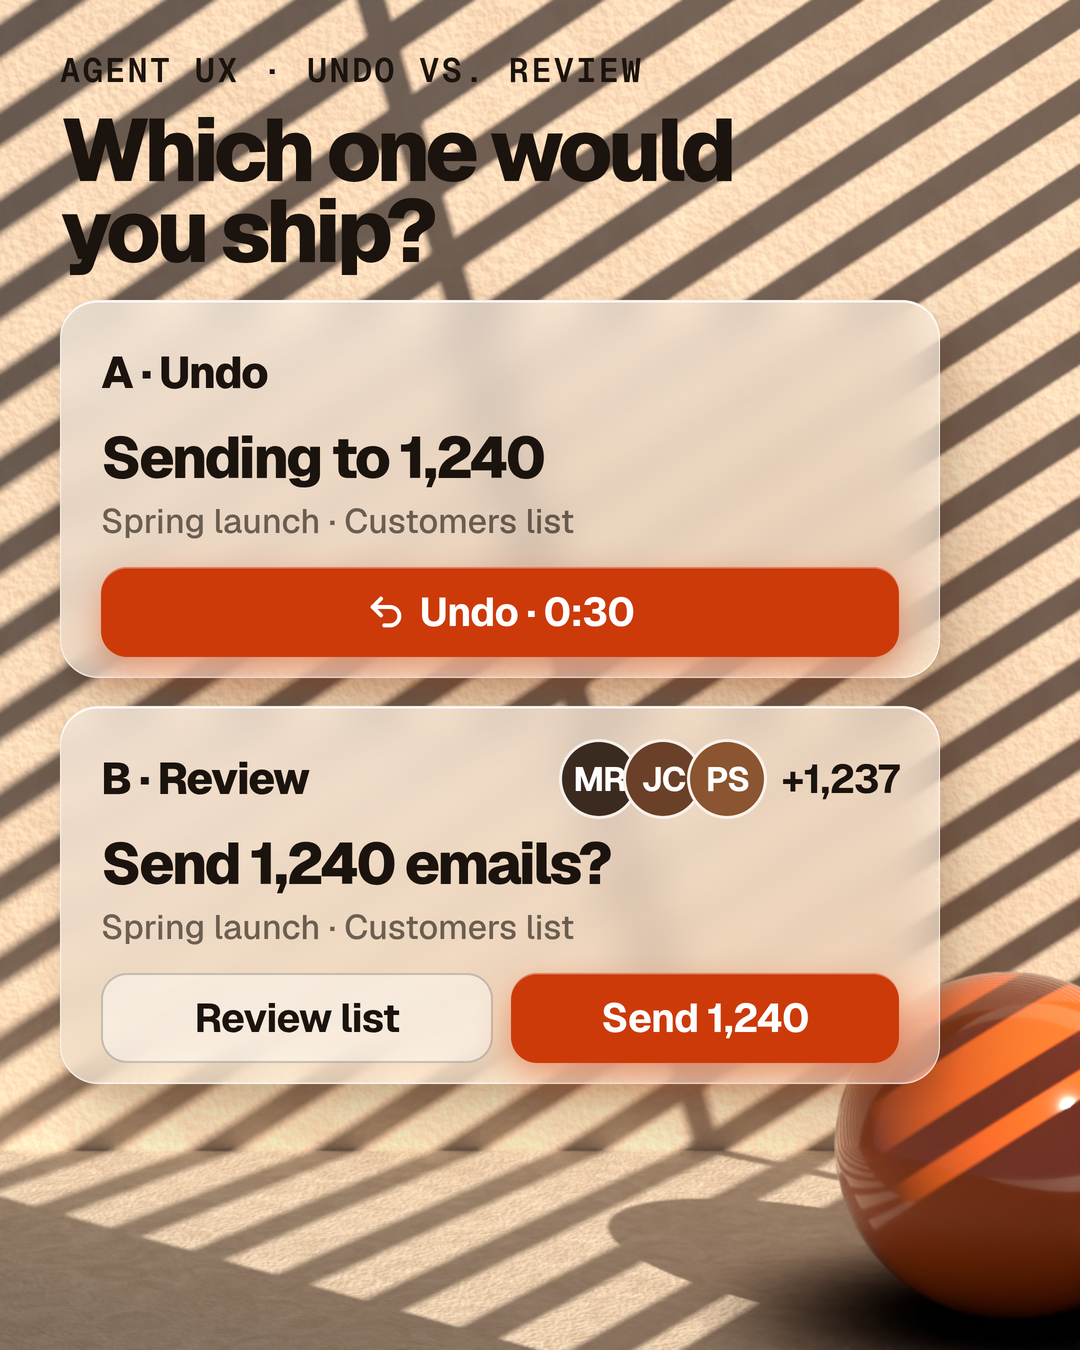 AGENT UX · UNDO VS. REVIEW
Which one would
you ship?
A · Undo
Sending to 1,240
Spring launch · Customers list
Undo · 0:30
B · Review
MR JC PS +1,237
Send 1,240 emails?
Spring launch · Customers list
Review list
Send 1,240